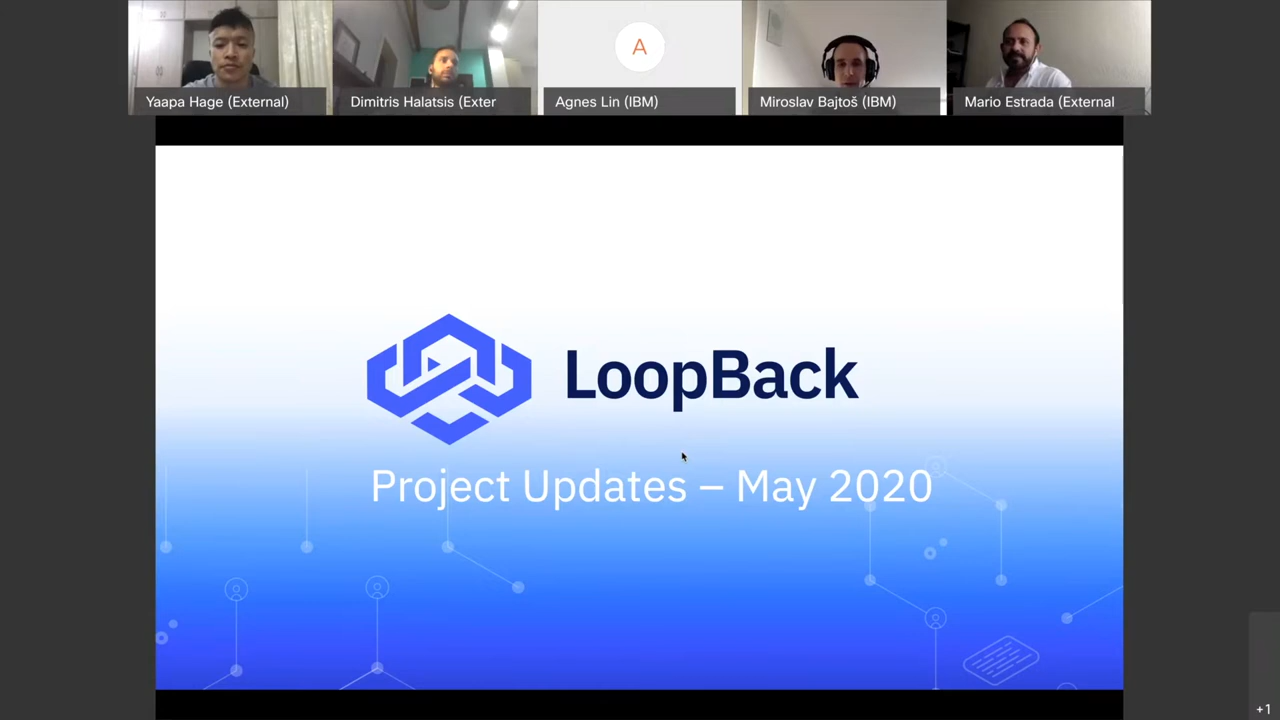 A
Yaapa Hage (External)
Dimitris Halatsis (Exter
Agnes Lin (IBM)
Miroslav Bajtoš (IBM)
Mario Estrada (External
LoopBack
Project Updates – May 2020
+1